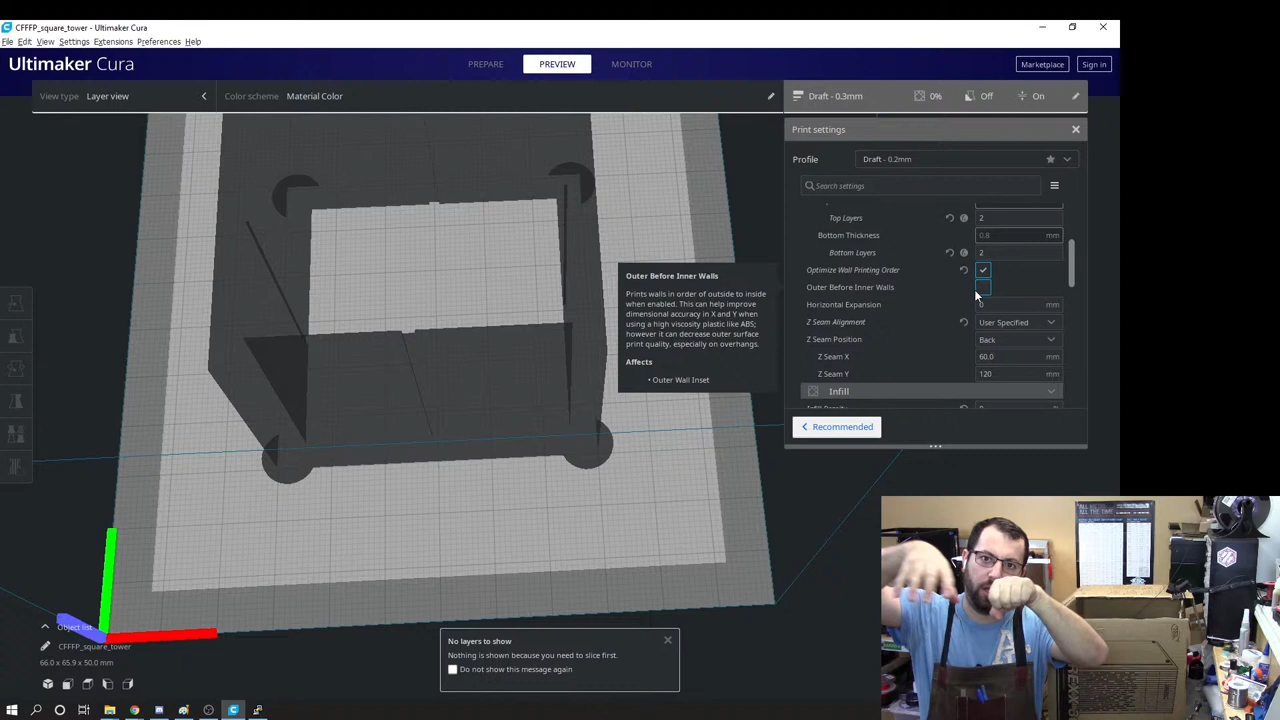 CFFFP_square_tower - Ultimaker Cura
File Edit View Settings Extensions Preferences Help
Ultimaker Cura
PREPARE
PREVIEW
MONITOR
Marketplace
Sign in
View type Layer view
Color scheme Material Color
Draft - 0.3mm
0%
Off
On
Print settings
Profile
Draft - 0.2mm
Search settings
Top Layers 2
Bottom Thickness 0.8 mm
Bottom Layers 2
Optimize Wall Printing Order
Outer Before Inner Walls
Horizontal Expansion 0 mm
Z Seam Alignment User Specified
Z Seam Position Back
Z Seam X 60.0 mm
Z Seam Y 120 mm
Infill
Recommended
Outer Before Inner Walls
Prints walls in order of outside to
inside when enabled. This can help improve
dimensional accuracy in X and Y when
using a high viscosity plastic like ABS;
however it can decrease outer surface
print quality, especially on overhangs.
Affects
• Outer Wall Inset
Object list
CFFFP_square_tower
66.0 x 65.9 x 50.0 mm
No layers to show
Nothing is shown because you need to slice first.
Do not show this message again